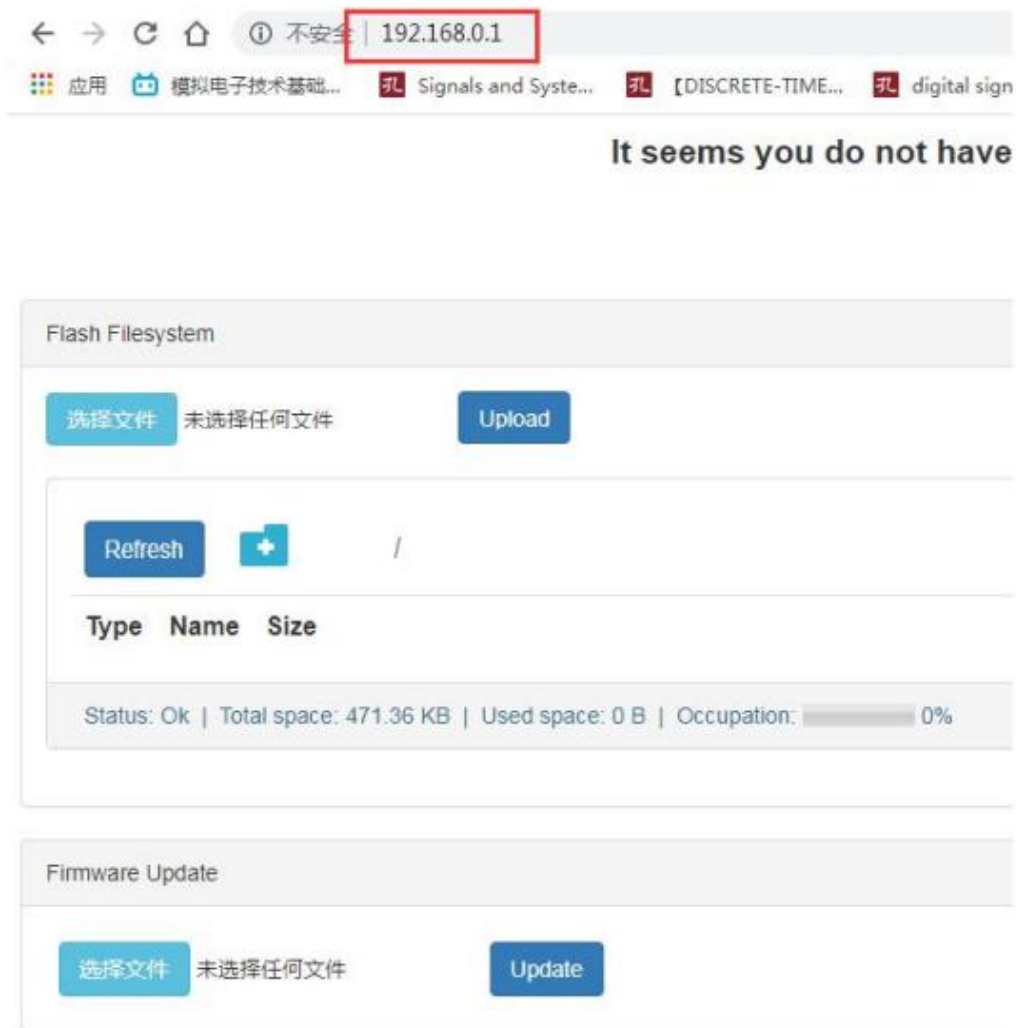 不安全 | 192.168.0.1
应用 模拟电子技术基础... Signals and Syste... 【DISCRETE-TIME... digital sign
It seems you do not have
Flash Filesystem
选择文件 未选择任何文件 Upload
Refresh /
Type Name Size
Status: Ok | Total space: 471.36 KB | Used space: 0 B | Occupation: 0%
Firmware Update
选择文件 未选择任何文件 Update